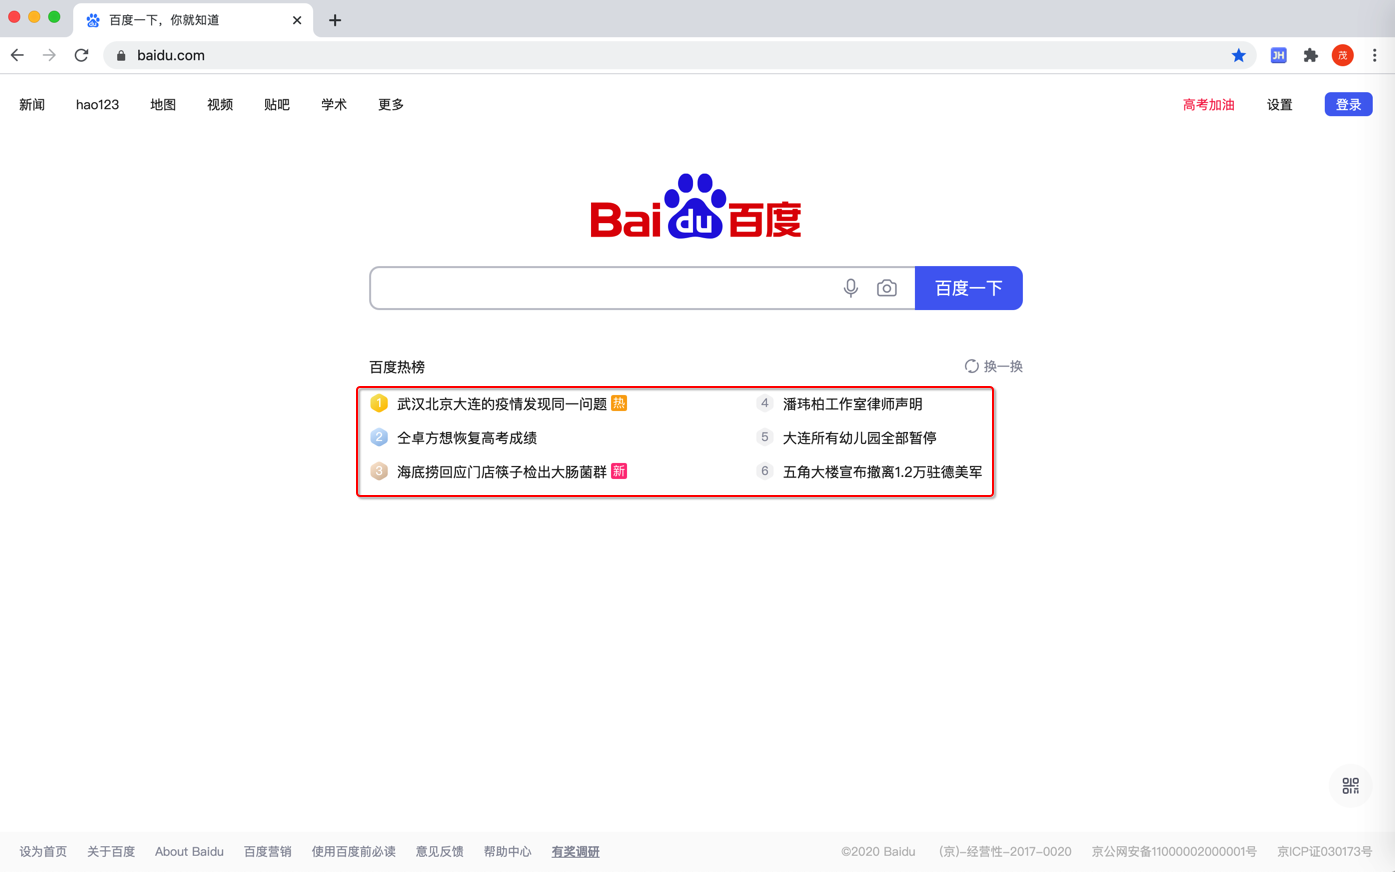 百度一下，你就知道
baidu.com
JH
茂
新闻 hao123 地图 视频 贴吧 学术 更多 高考加油 设置 登录
Baidu百度
百度一下
百度热榜 换一换
1 武汉北京大连的疫情发现同一问题 热
2 仝卓方想恢复高考成绩
3 海底捞回应门店筷子检出大肠菌群 新
4 潘玮柏工作室律师声明
5 大连所有幼儿园全部暂停
6 五角大楼宣布撤离1.2万驻德美军
设为首页 关于百度 About Baidu 百度营销 使用百度前必读 意见反馈 帮助中心 有奖调研 ©2020 Baidu (京)-经营性-2017-0020 京公网安备11000002000001号 京ICP证030173号